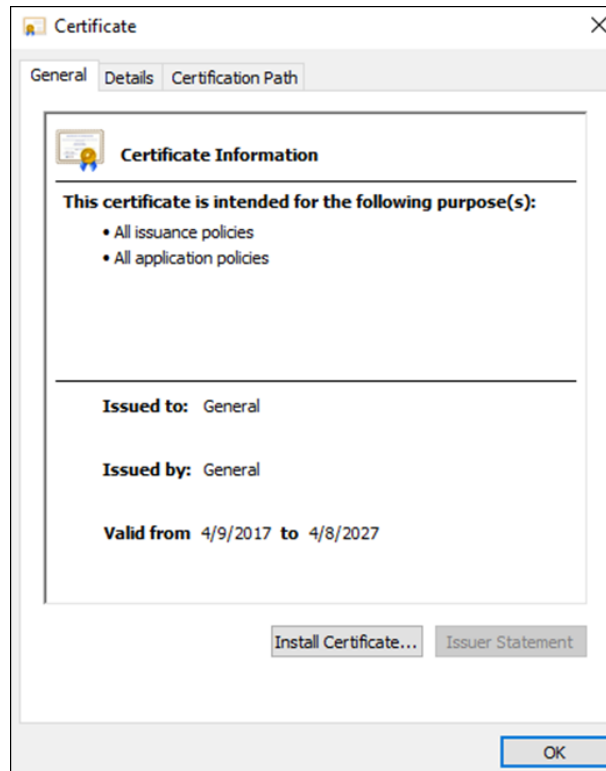 Certificate
General Details Certification Path
Certificate Information
This certificate is intended for the following purpose(s):
• All issuance policies
• All application policies
Issued to: General
Issued by: General
Valid from 4/9/2017 to 4/8/2027
Install Certificate... Issuer Statement
OK